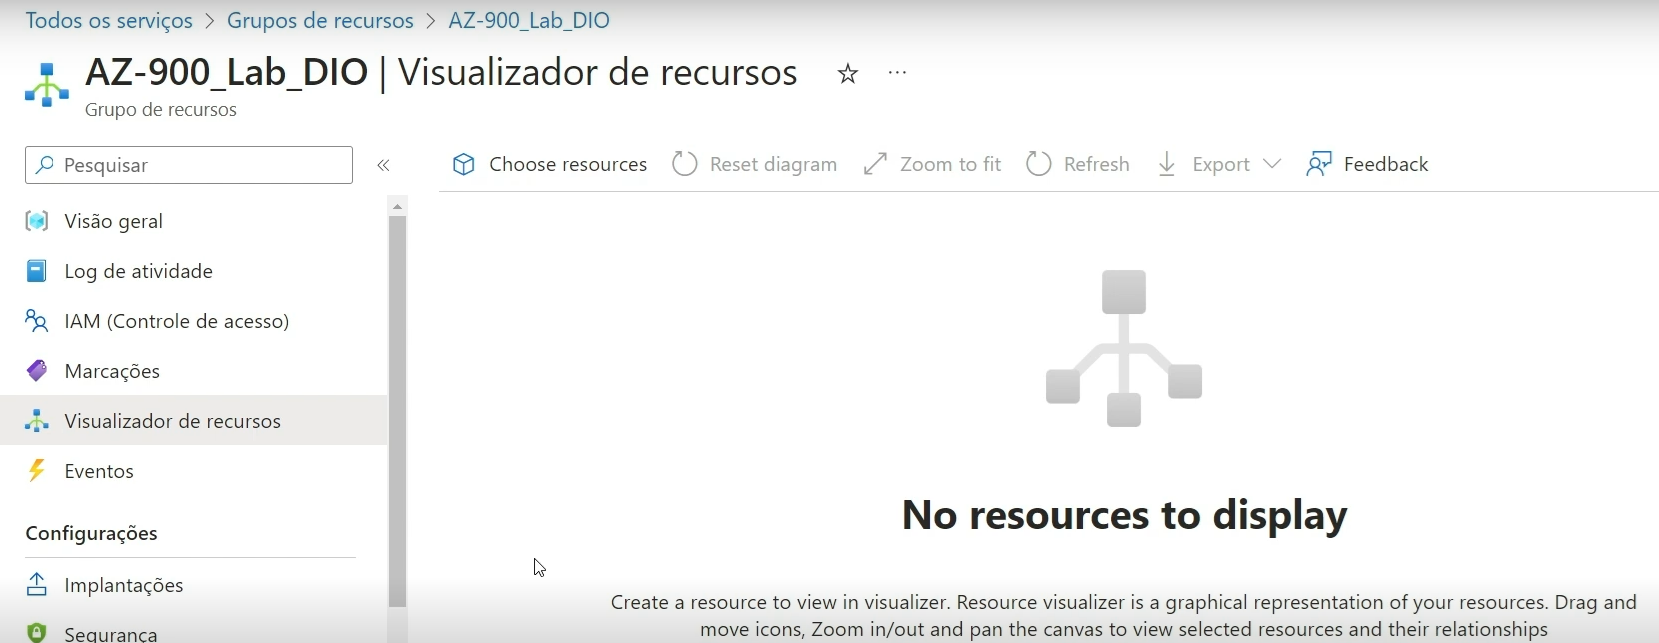 Todos os serviços > Grupos de recursos > AZ-900_Lab_DIO
AZ-900_Lab_DIO | Visualizador de recursos
Grupo de recursos
Pesquisar
Choose resources Reset diagram Zoom to fit Refresh Export Feedback
Visão geral
Log de atividade
IAM (Controle de acesso)
Marcações
Visualizador de recursos
Eventos
Configurações
Implantações
Segurança
No resources to display
Create a resource to view in visualizer. Resource visualizer is a graphical representation of your resources. Drag and
move icons, Zoom in/out and pan the canvas to view selected resources and their relationships